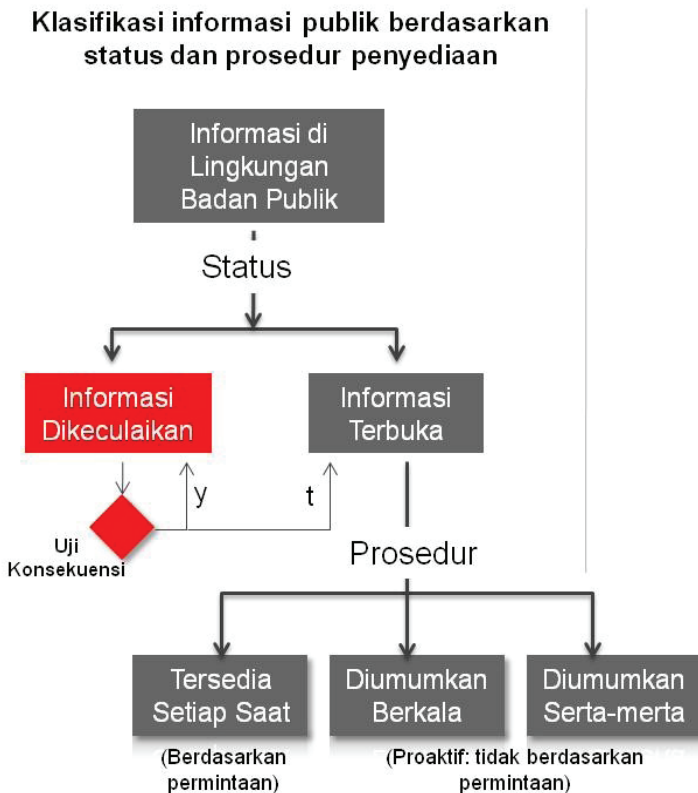 Klasifikasi informasi publik berdasarkan
status dan prosedur penyediaan
Informasi di
Lingkungan
Badan Publik
Status
Informasi
Dikeculaikan
Informasi
Terbuka
y
t
Uji
Konsekuensi
Prosedur
Tersedia
Setiap Saat
Diumumkan
Berkala
Diumumkan
Serta-merta
(Berdasarkan
permintaan)
(Proaktif: tidak berdasarkan
permintaan)